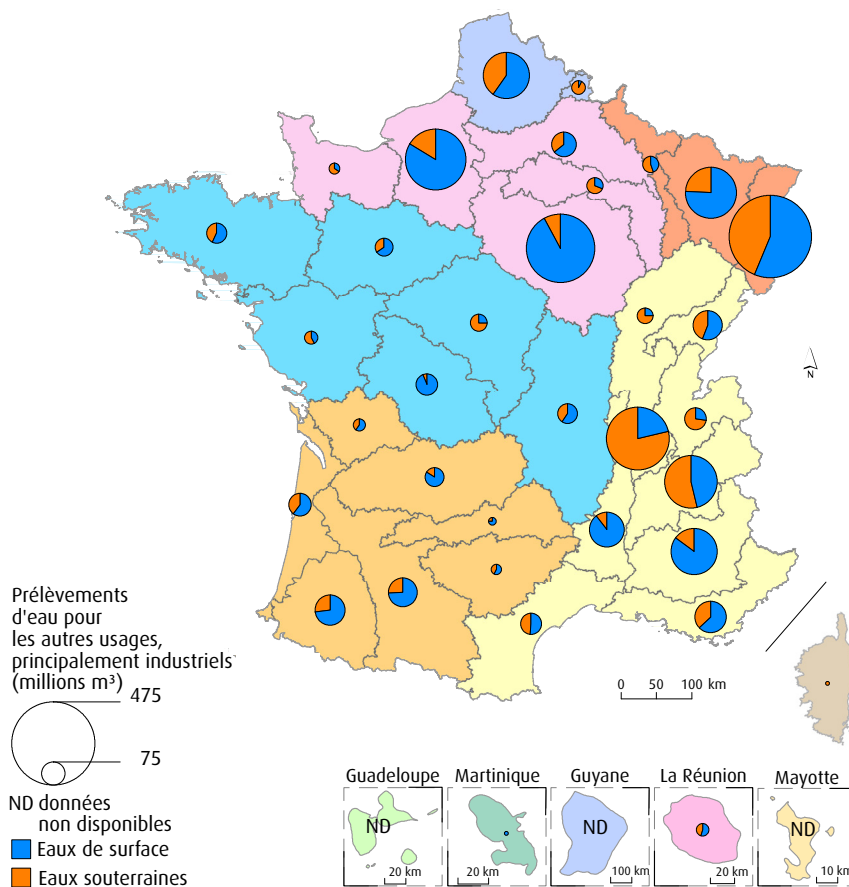 N
0 50 100 km
Prélèvements
d'eau pour
les autres usages,
principalement industriels
(millions m³)
475
75
ND données
non disponibles
Eaux de surface
Eaux souterraines
Guadeloupe Martinique Guyane La Réunion Mayotte
ND ND ND
20 km 20 km 100 km 20 km 10 km